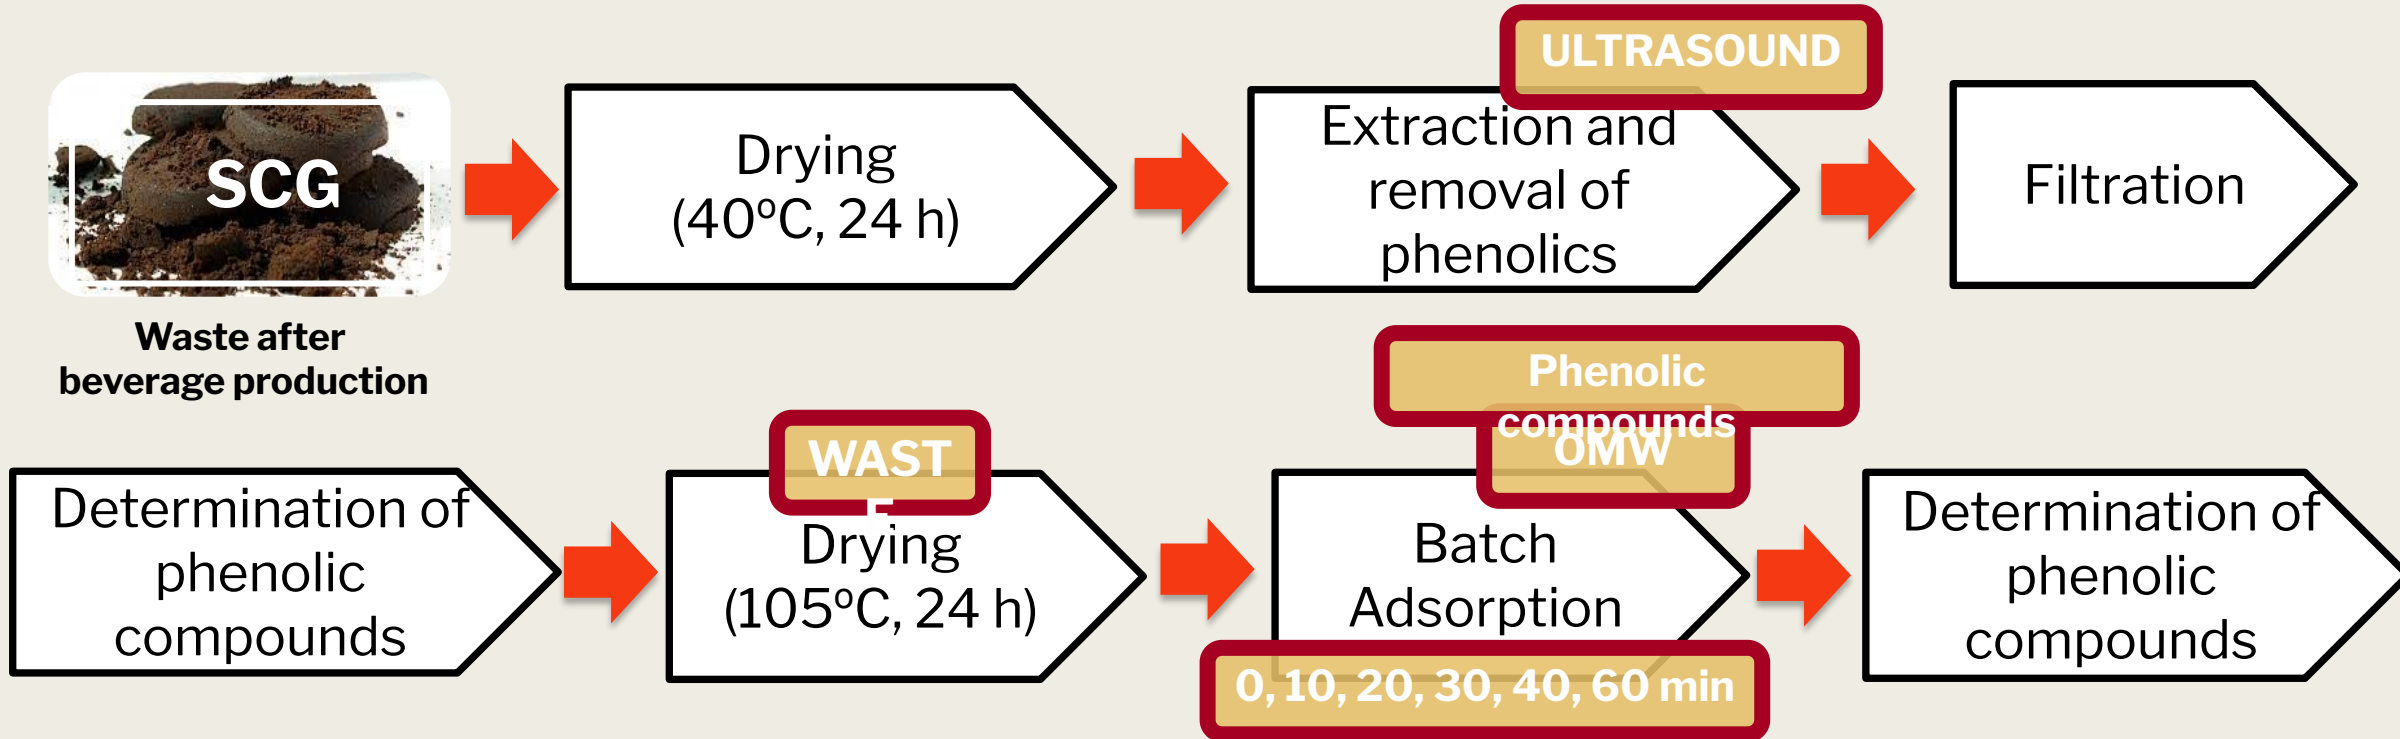 SCG
Waste after
beverage production
Drying
(40ºC, 24 h)
ULTRASOUND
Extraction and
removal of
phenolics
Filtration
Determination of
phenolic
compounds
WAST
E
Drying
(105ºC, 24 h)
Phenolic
compounds
OMW
Batch
Adsorption
0, 10, 20, 30, 40, 60 min
Determination of
phenolic
compounds